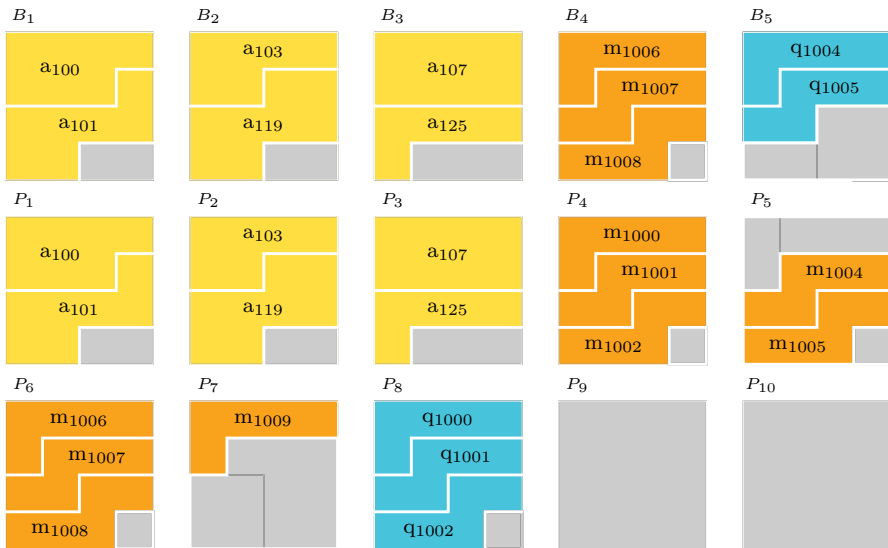 B1 B2 B3 B4 B5
a100 a103 a107 m1006 q1004
m1007 q1005
a101 a119 a125
m1008
P1 P2 P3 P4 P5
a100 a103 a107 m1000
m1001 m1004
a101 a119 a125
m1002 m1005
P6 P7 P8 P9 P10
m1006 m1009 q1000
m1007 q1001
m1008 q1002